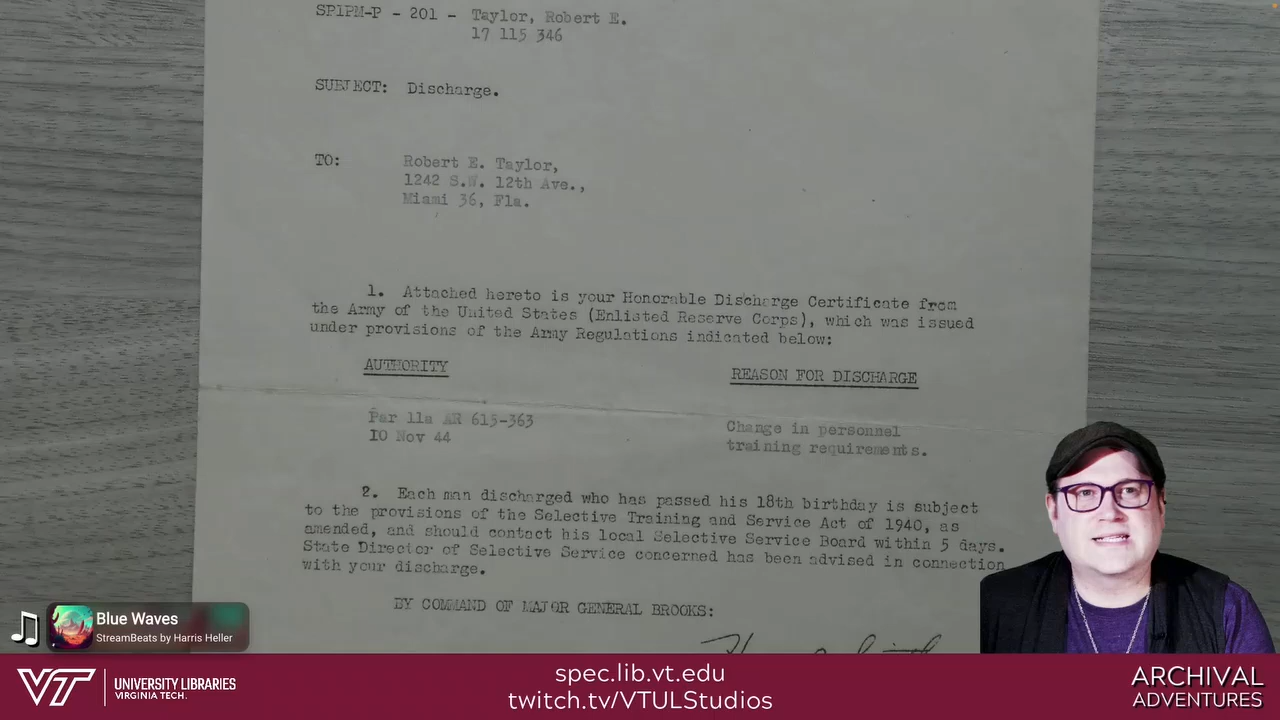 SPIPM-P - 201 - Taylor, Robert E.
17 115 346
SUBJECT: Discharge.
TO: Robert E. Taylor,
1242 S.W. 12th Ave.,
Miami 36, Fla.
1. Attached hereto is your Honorable Discharge Certificate from
the Army of the United States (Enlisted Reserve Corps), which was issued
under provisions of the Army Regulations indicated below:
AUTHORITY REASON FOR DISCHARGE
Par 11a AR 615-363 Change in personnel
10 Nov 44 training requirements.
2. Each man discharged who has passed his 18th birthday is subject
to the provisions of the Selective Training and Service Act of 1940, as
amended, and should contact his local Selective Service Board within 5 days.
State Director of Selective Service concerned has been advised in connection
with your discharge.
BY COMMAND OF MAJOR GENERAL BROOKS:
Blue Waves
StreamBeats by Harris Heller
VT UNIVERSITY LIBRARIES
VIRGINIA TECH.
spec.lib.vt.edu
twitch.tv/VTULStudios
ARCHIVAL
ADVENTURES